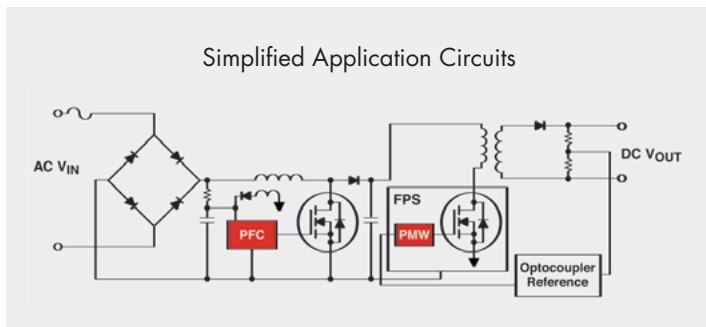 Simplified Application Circuits
AC VIN
PFC
FPS
PMW
DC VOUT
Optocoupler
Reference